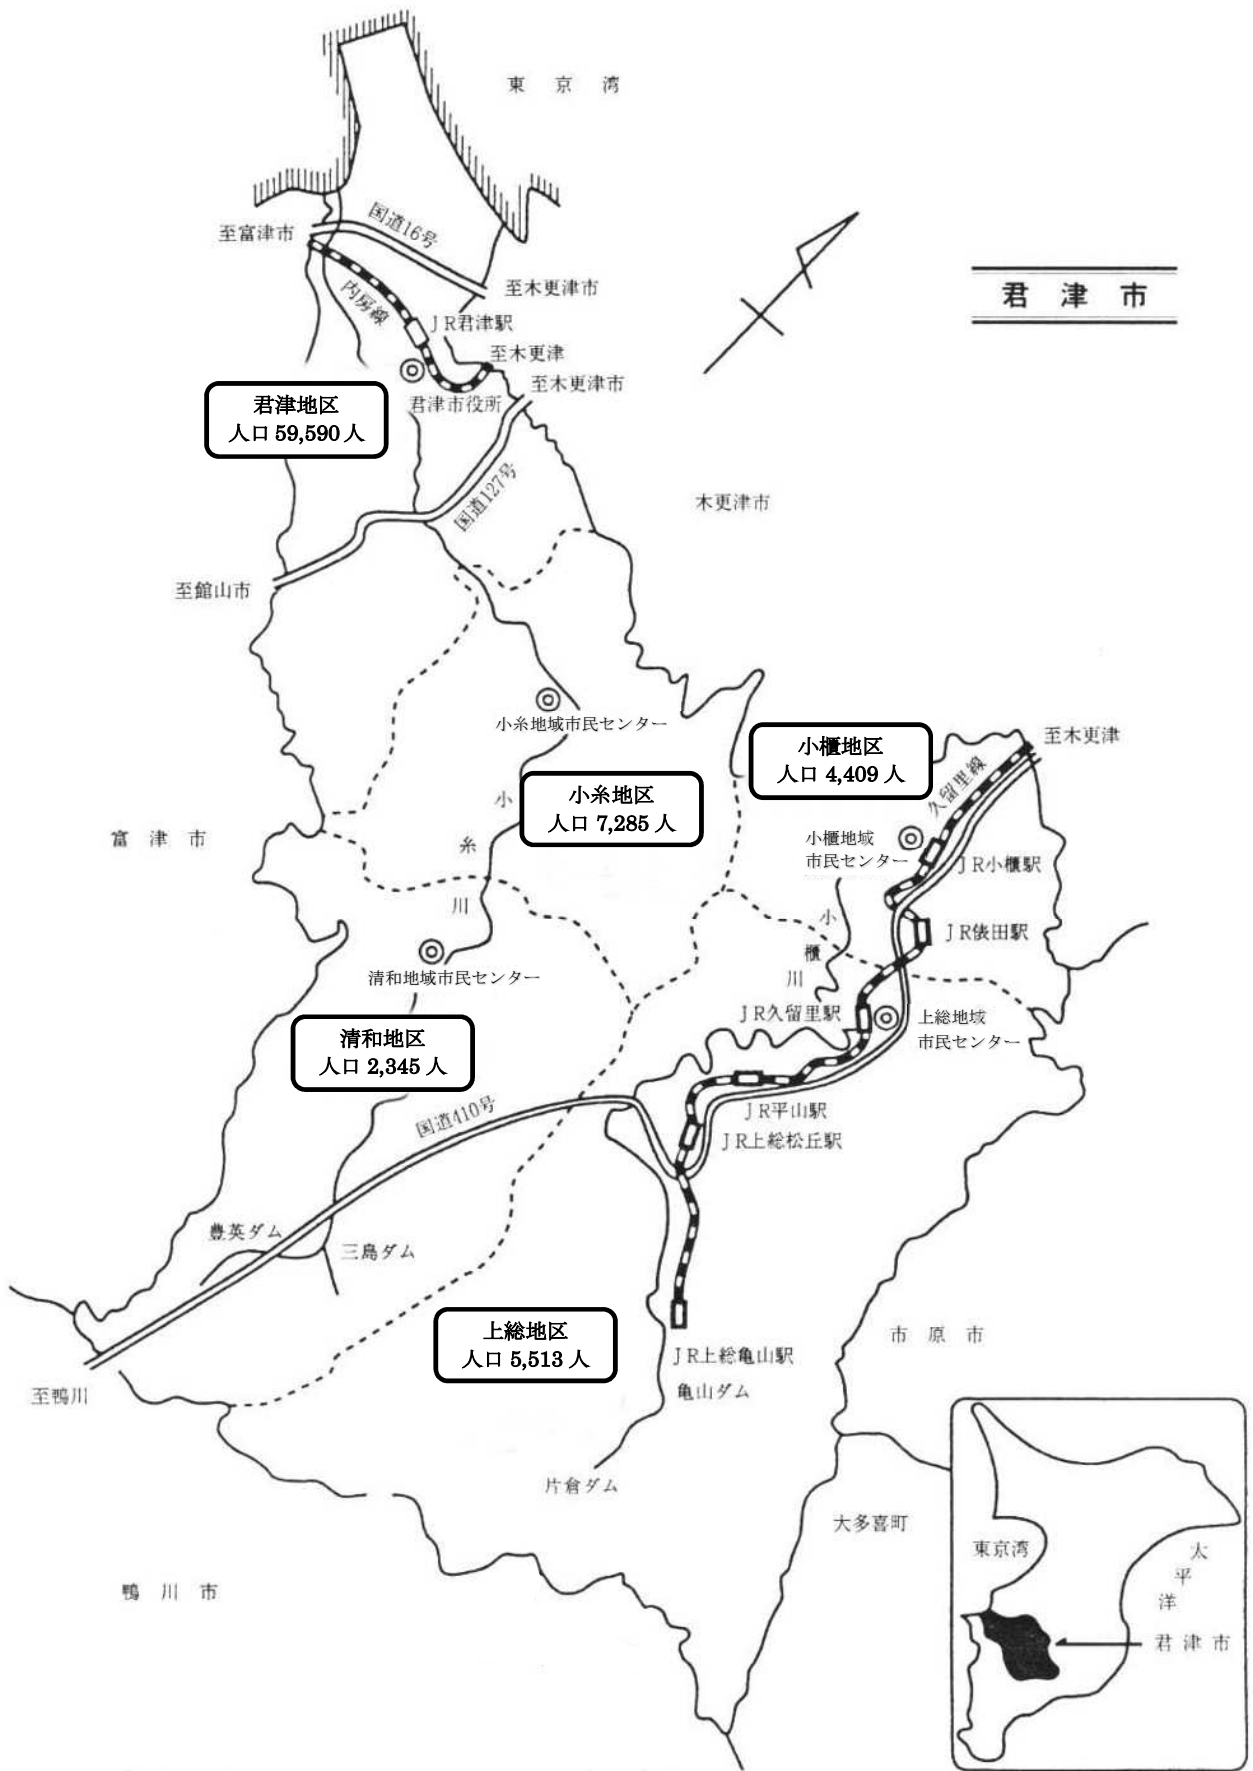 東京湾
国道16号
至富津市
至木更津市
君津市
内房線
JR君津駅
至木更津
至木更津市
君津市役所
君津地区
人口 59,590 人
国道127号
木更津市
至館山市
小糸地域市民センター
小櫃地区
人口 4,409 人
至木更津
久留里線
小糸地区
人口 7,285 人
富津市
小糸川
小櫃地域
市民センター
JR小櫃駅
小櫃川
JR俵田駅
清和地域市民センター
JR久留里駅
上総地域
市民センター
清和地区
人口 2,345 人
国道410号
JR平山駅
JR上総松丘駅
豊英ダム
三島ダム
上総地区
人口 5,513 人
市原市
JR上総亀山駅
亀山ダム
至鴨川
片倉ダム
大多喜町
東京湾
太平洋
鴨川市
君津市